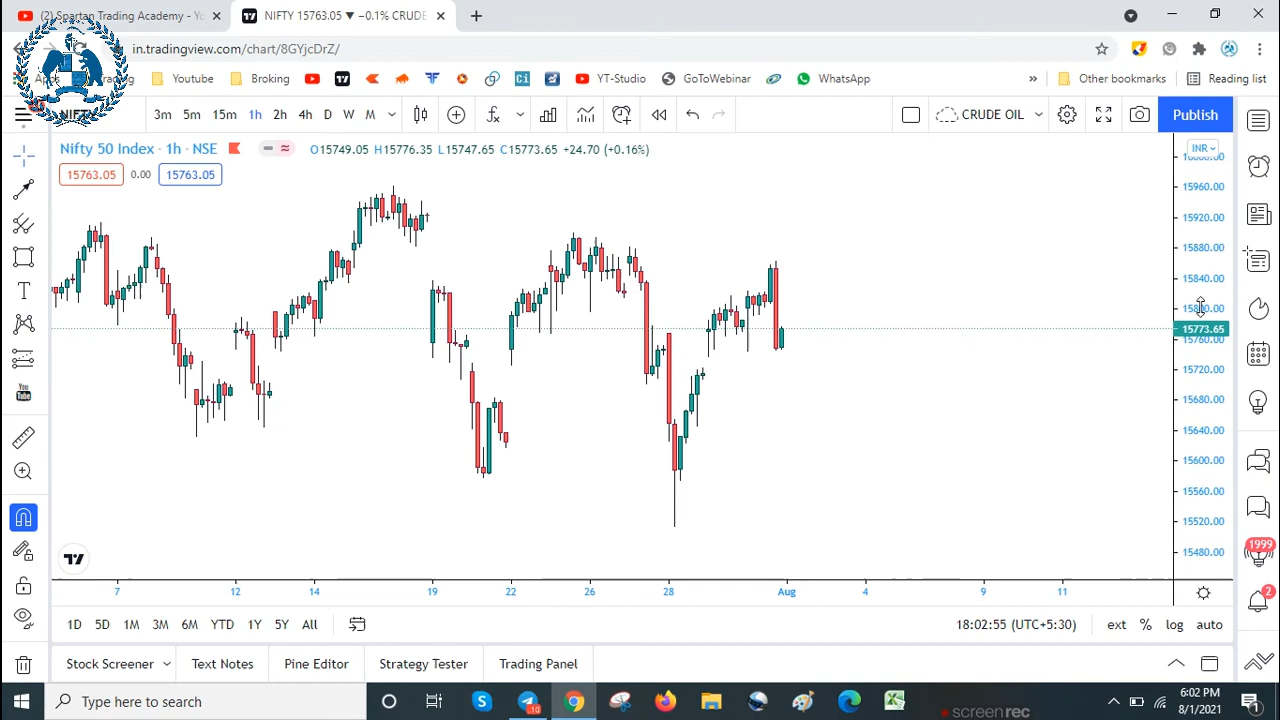 (2) Spartan Trading Academy - Yo
NIFTY 15763.05 ▼ −0.1% CRUDE
in.tradingview.com/chart/8GYjcDrZ/
Trading
Youtube
Broking
YT-Studio
GoToWebinar
WhatsApp
»
Other bookmarks
Reading list
3m 5m 15m 1h 2h 4h D W M
CRUDE OIL
Publish
Nifty 50 Index · 1h · NSE
O15749.05 H15776.35 L15747.65 C15773.65 +24.70 (+0.16%)
INR
15763.05 0.00 15763.05
15960.00
15920.00
15880.00
15840.00
15773.65
15760.00
15720.00
15680.00
15640.00
15600.00
15560.00
15520.00
15480.00
You
Tube
1999
2
7 12 14 19 22 26 28 Aug 4 9 11
1D 5D 1M 3M 6M YTD 1Y 5Y All
18:02:55 (UTC+5:30) ext % log auto
Stock Screener Text Notes Pine Editor Strategy Tester Trading Panel
Type here to search
10
6:02 PM
8/1/2021
1
screenrec